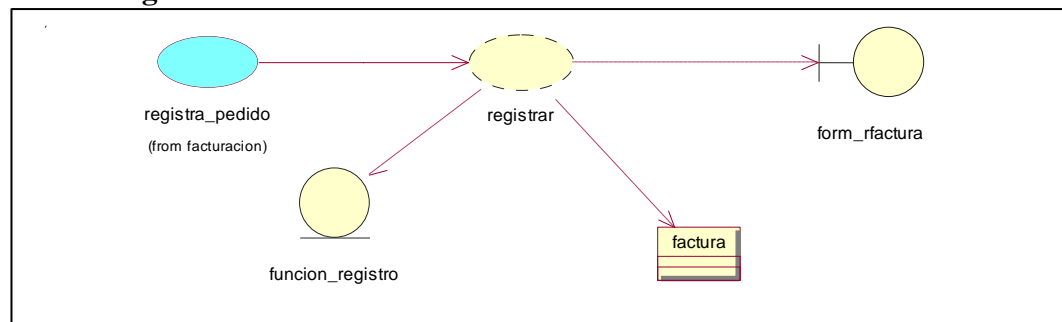 registra_pedido
(from facturacion)
registrar
form_rfactura
funcion_registro
factura